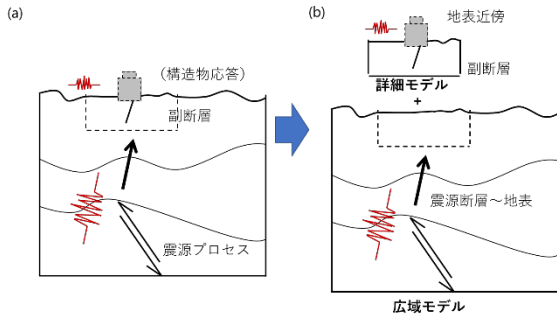 (a)
(構造物応答)
副断層
震源プロセス
(b)
地表近傍
副断層
詳細モデル
+
震源断層～地表
広域モデル